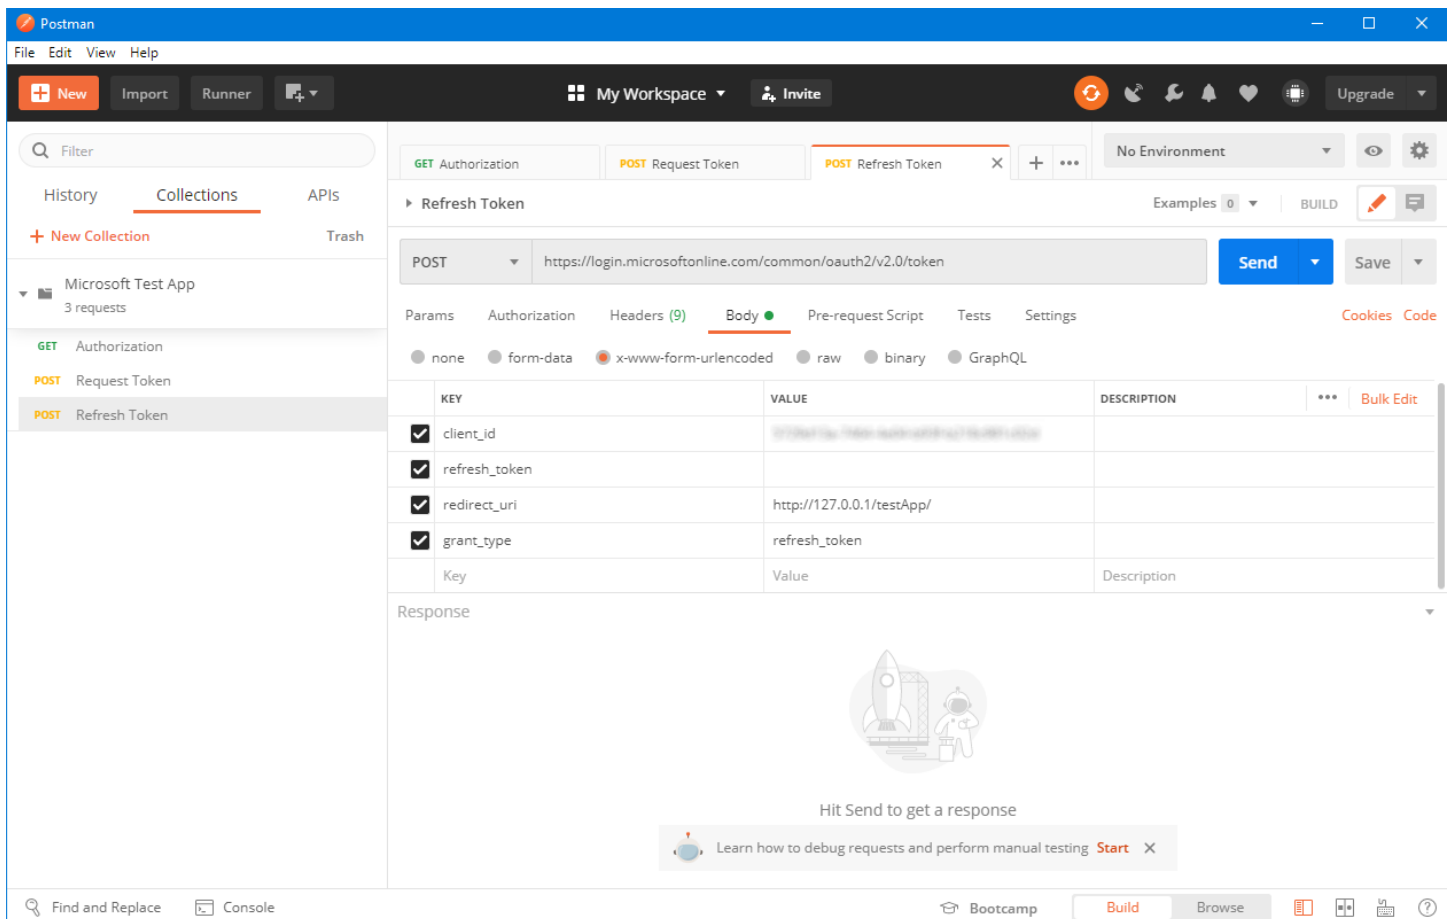 Postman
File Edit View Help
New Import Runner My Workspace Invite Upgrade
Filter
History Collections APIs
+ New Collection Trash
Microsoft Test App
3 requests
GET Authorization
POST Request Token
POST Refresh Token
GET Authorization POST Request Token POST Refresh Token No Environment
Refresh Token Examples 0 BUILD
POST https://login.microsoftonline.com/common/oauth2/v2.0/token Send Save
Params Authorization Headers (9) Body Pre-request Script Tests Settings Cookies Code
none form-data x-www-form-urlencoded raw binary GraphQL
KEY VALUE DESCRIPTION Bulk Edit
client_id
refresh_token
redirect_uri http://127.0.0.1/testApp/
grant_type refresh_token
Key Value Description
Response
Hit Send to get a response
Learn how to debug requests and perform manual testing Start
Find and Replace Console Bootcamp Build Browse